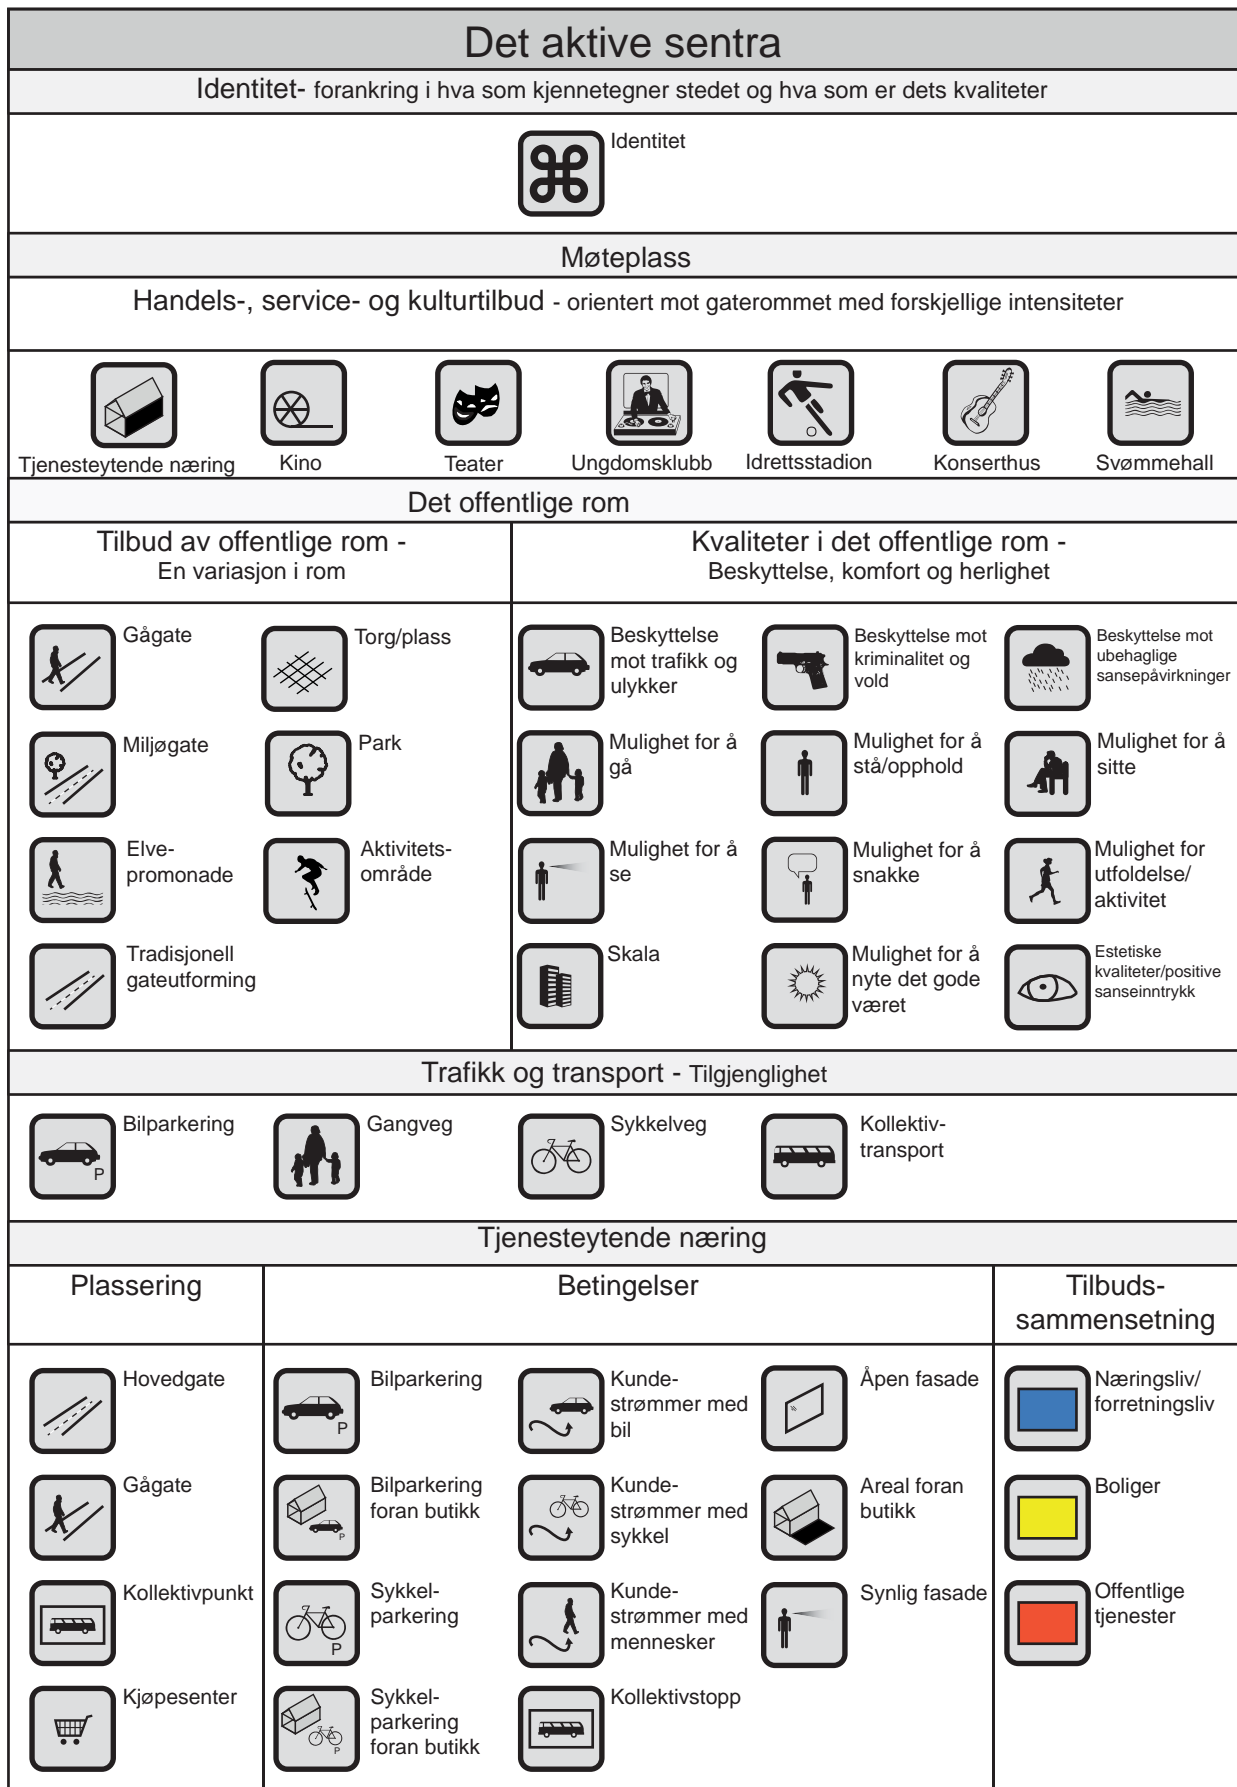 Det aktive sentra
Identitet- forankring i hva som kjennetegner stedet og hva som er dets kvaliteter
Identitet
Møteplass
Handels-, service- og kulturtilbud - orientert mot gaterommet med forskjellige intensiteter
Tjenesteytende næring
Kino
Teater
Ungdomsklubb
Idrettsstadion
Konserthus
Svømmehall
Det offentlige rom
Tilbud av offentlige rom -
En variasjon i rom
Kvaliteter i det offentlige rom -
Beskyttelse, komfort og herlighet
Gågate
Torg/plass
Miljøgate
Park
Elve-
promonade
Aktivitets-
område
Tradisjonell
gateutforming
Beskyttelse
mot trafikk og
ulykker
Beskyttelse mot
kriminalitet og
vold
Beskyttelse mot
ubehaglige
sansepåvirkninger
Mulighet for å
gå
Mulighet for å
stå/opphold
Mulighet for å
sitte
Mulighet for å
se
Mulighet for å
snakke
Mulighet for
utfoldelse/
aktivitet
Skala
Mulighet for å
nyte det gode
været
Estetiske
kvaliteter/positive
sanseinntrykk
Trafikk og transport - Tilgjenglighet
P
Bilparkering
Gangveg
Sykkelveg
Kollektiv-
transport
Tjenesteytende næring
Plassering
Betingelser
Tilbuds-
sammensetning
Hovedgate
Gågate
Kollektivpunkt
Kjøpesenter
P
Bilparkering
P
Bilparkering
foran butikk
P
Sykkel-
parkering
P
Sykkel-
parkering
foran butikk
Kunde-
strømmer med
bil
Kunde-
strømmer med
sykkel
Kunde-
strømmer med
mennesker
Kollektivstopp
Åpen fasade
Areal foran
butikk
Synlig fasade
Næringsliv/
forretningsliv
Boliger
Offentlige
tjenester